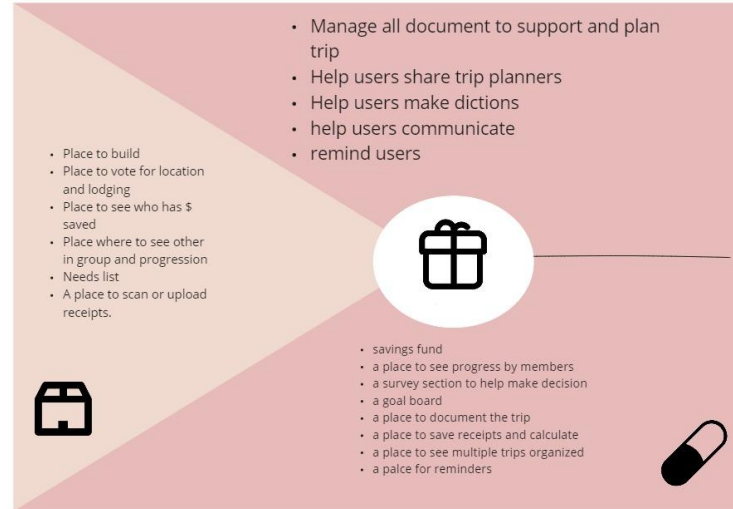 • Manage all document to support and plan
trip
• Help users share trip planners
• Help users make dictions
• help users communicate
• remind users
• Place to build
• Place to vote for location
and lodging
• Place to see who has $
saved
• Place where to see other
in group and progression
• Needs list
• A place to scan or upload
receipts.
• savings fund
• a place to see progress by members
• a survey section to help make decision
• a goal board
• a place to document the trip
• a place to save receipts and calculate
• a place to see multiple trips organized
• a palce for reminders